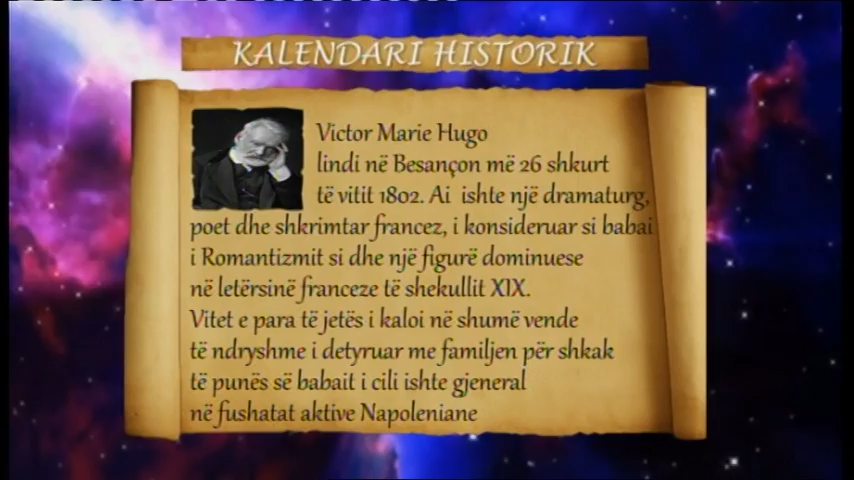 KALENDARI HISTORIK
Victor Marie Hugo
lindi në Besançon më 26 shkurt
të vitit 1802. Ai ishte një dramaturg,
poet dhe shkrimtar francez, i konsideruar si babai
i Romantizmit si dhe një figurë dominuese
në letërsinë franceze të shekullit XIX.
Vitet e para të jetës i kaloi në shumë vende
të ndryshme i detyruar me familjen për shkak
të punës së babait i cili ishte gjeneral
në fushatat aktive Napoleniane